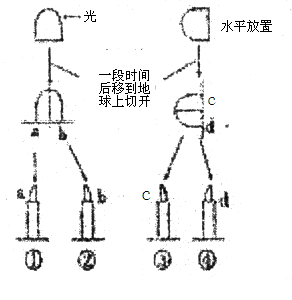 光
水平放置
一段时间
后移到地
球上切开
a b
c
d
a b c d
① ② ③ ④